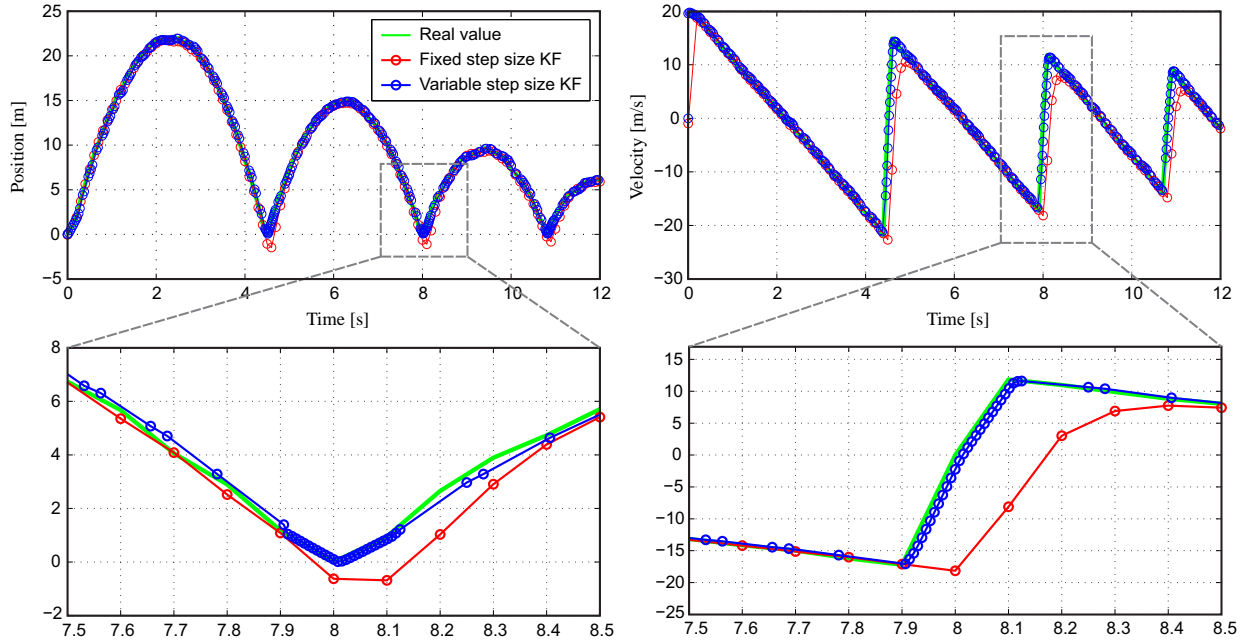 Position [m]
25
20
15
10
5
0
−5
0 2 4 6 8 10 12
Time [s]
Real value
Fixed step size KF
Variable step size KF
Velocity [m/s]
20
10
0
−10
−20
−30
0 2 4 6 8 10 12
Time [s]
8
6
4
2
0
−2
7.5 7.6 7.7 7.8 7.9 8 8.1 8.2 8.3 8.4 8.5
15
10
5
0
−5
−10
−15
−20
−25
7.5 7.6 7.7 7.8 7.9 8 8.1 8.2 8.3 8.4 8.5